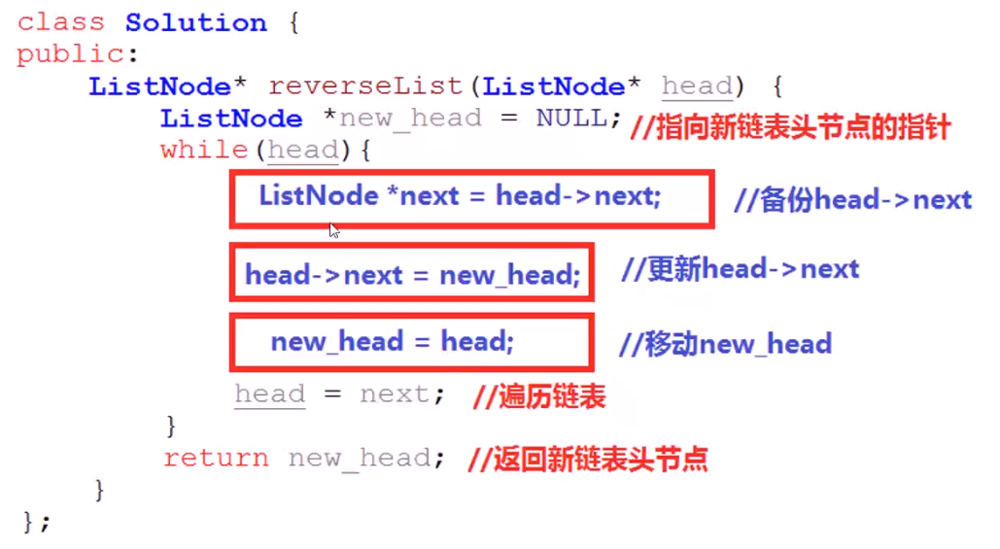 class Solution {
public:
    ListNode* reverseList(ListNode* head) {
        ListNode *new_head = NULL; //指向新链表头节点的指针
        while(head){
            ListNode *next = head->next; //备份head->next
            head->next = new_head; //更新head->next
            new_head = head; //移动new_head
            head = next; //遍历链表
        }
        return new_head; //返回新链表头节点
    }
};